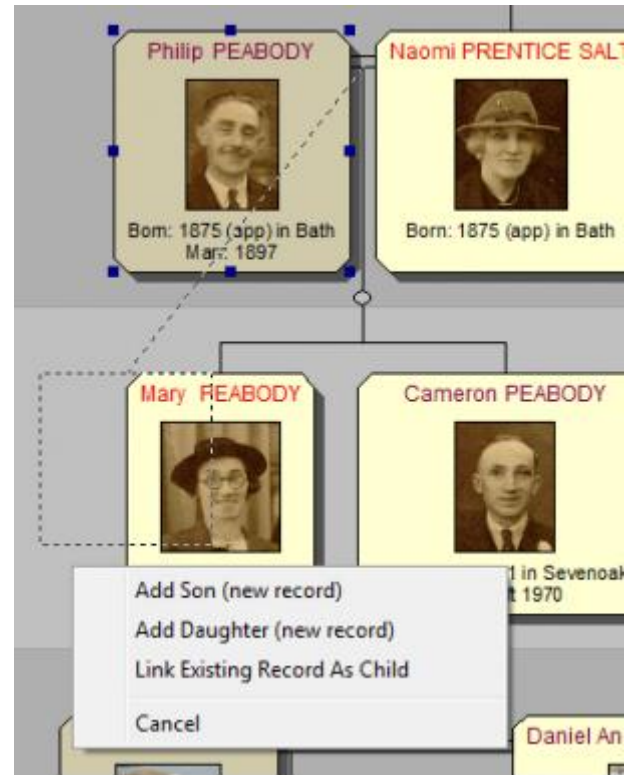 Philip PEABODY
Naomi PRENTICE SALT
Born: 1875 (app) in Bath
Marr: 1897
Born: 1875 (app) in Bath
Mary PEABODY
Cameron PEABODY
1 in Sevenoak
t 1970
Add Son (new record)
Add Daughter (new record)
Link Existing Record As Child
Cancel
Daniel An